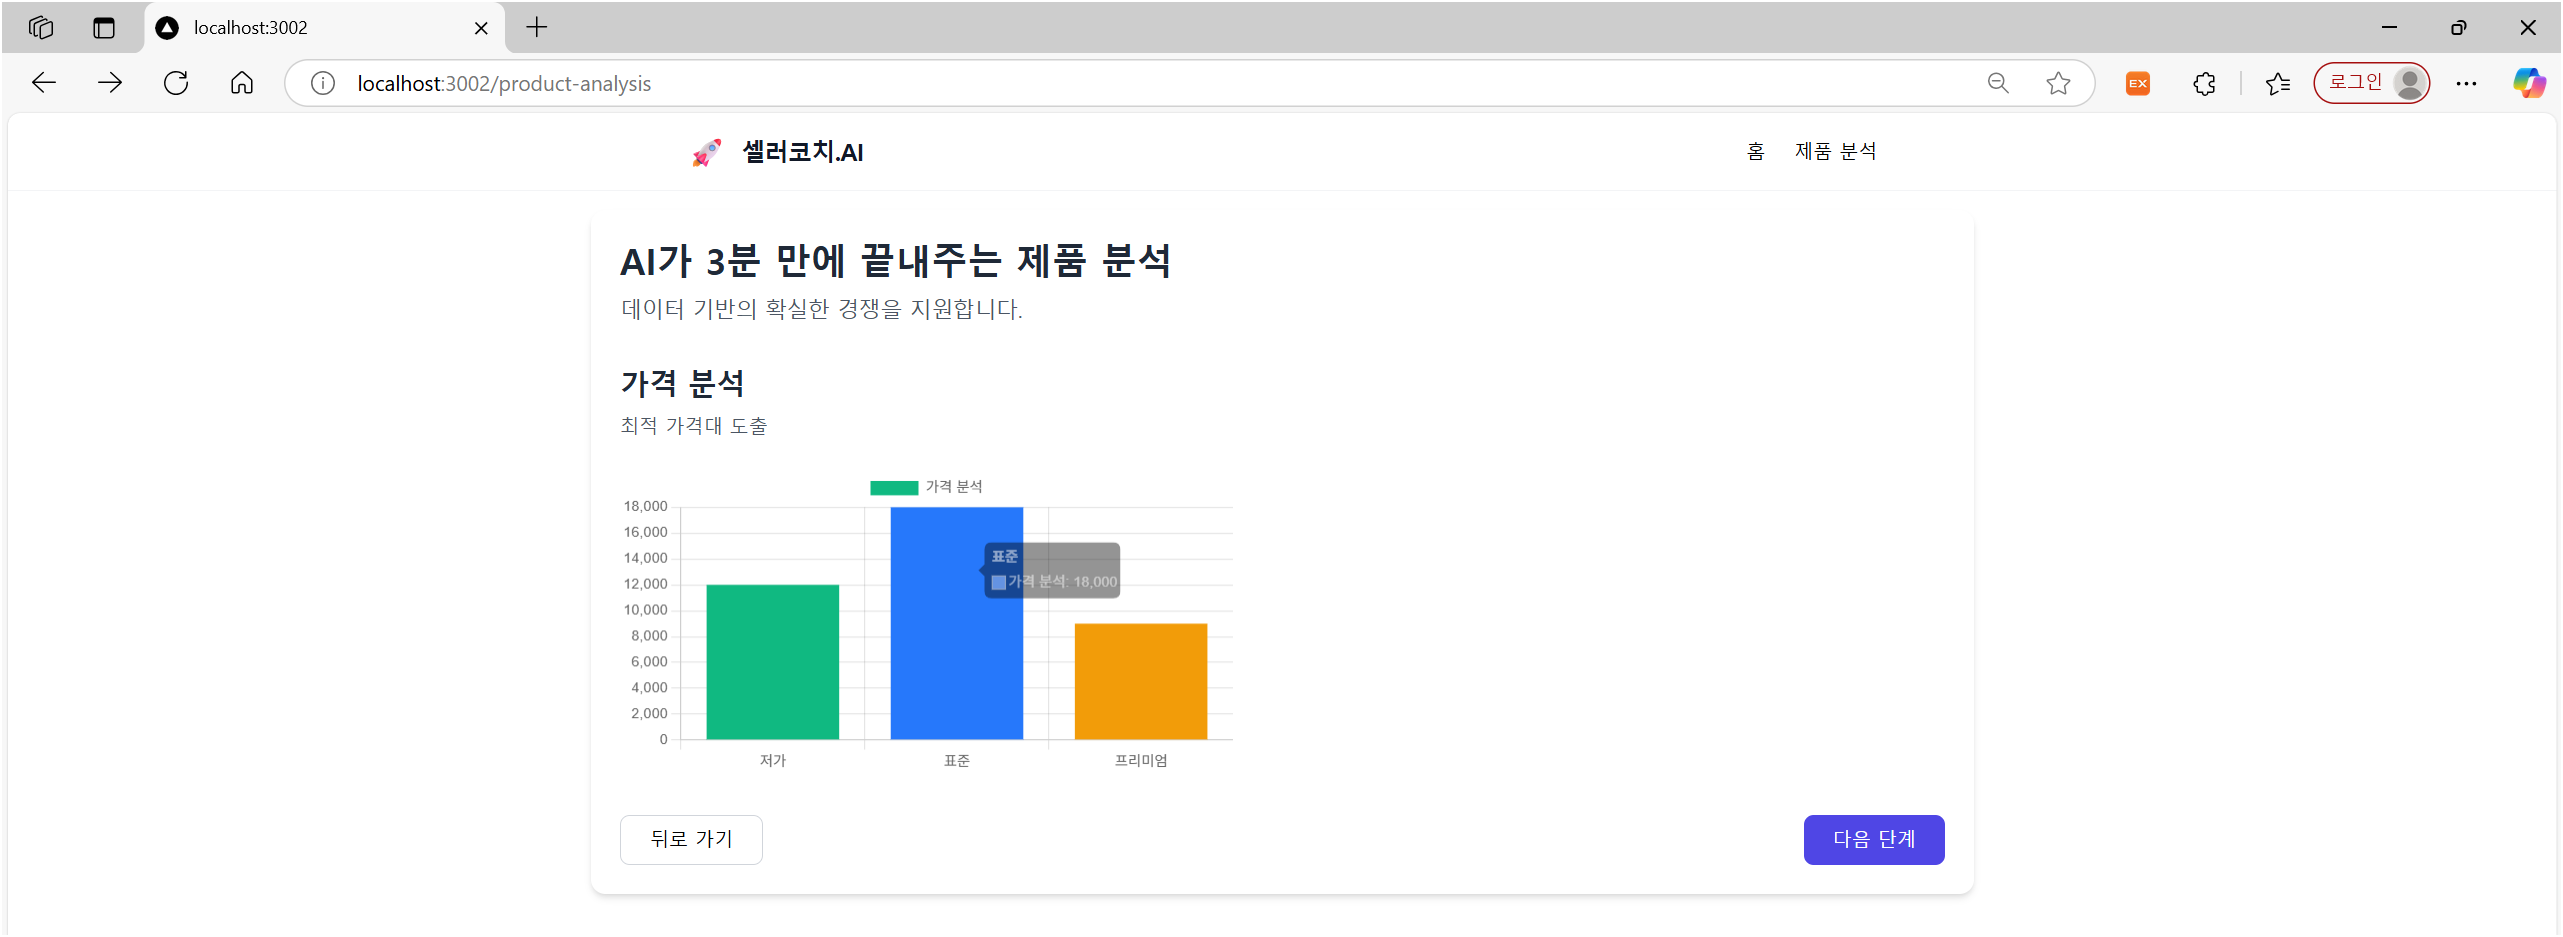 localhost:3002
localhost:3002/product-analysis
EX
로그인
셀러코치.AI
홈
제품 분석
AI가 3분 만에 끝내주는 제품 분석
데이터 기반의 확실한 경쟁을 지원합니다.
가격 분석
최적 가격대 도출
가격 분석
18,000
16,000
14,000
12,000
10,000
8,000
6,000
4,000
2,000
0
표준
가격 분석: 18,000
저가
표준
프리미엄
뒤로 가기
다음 단계